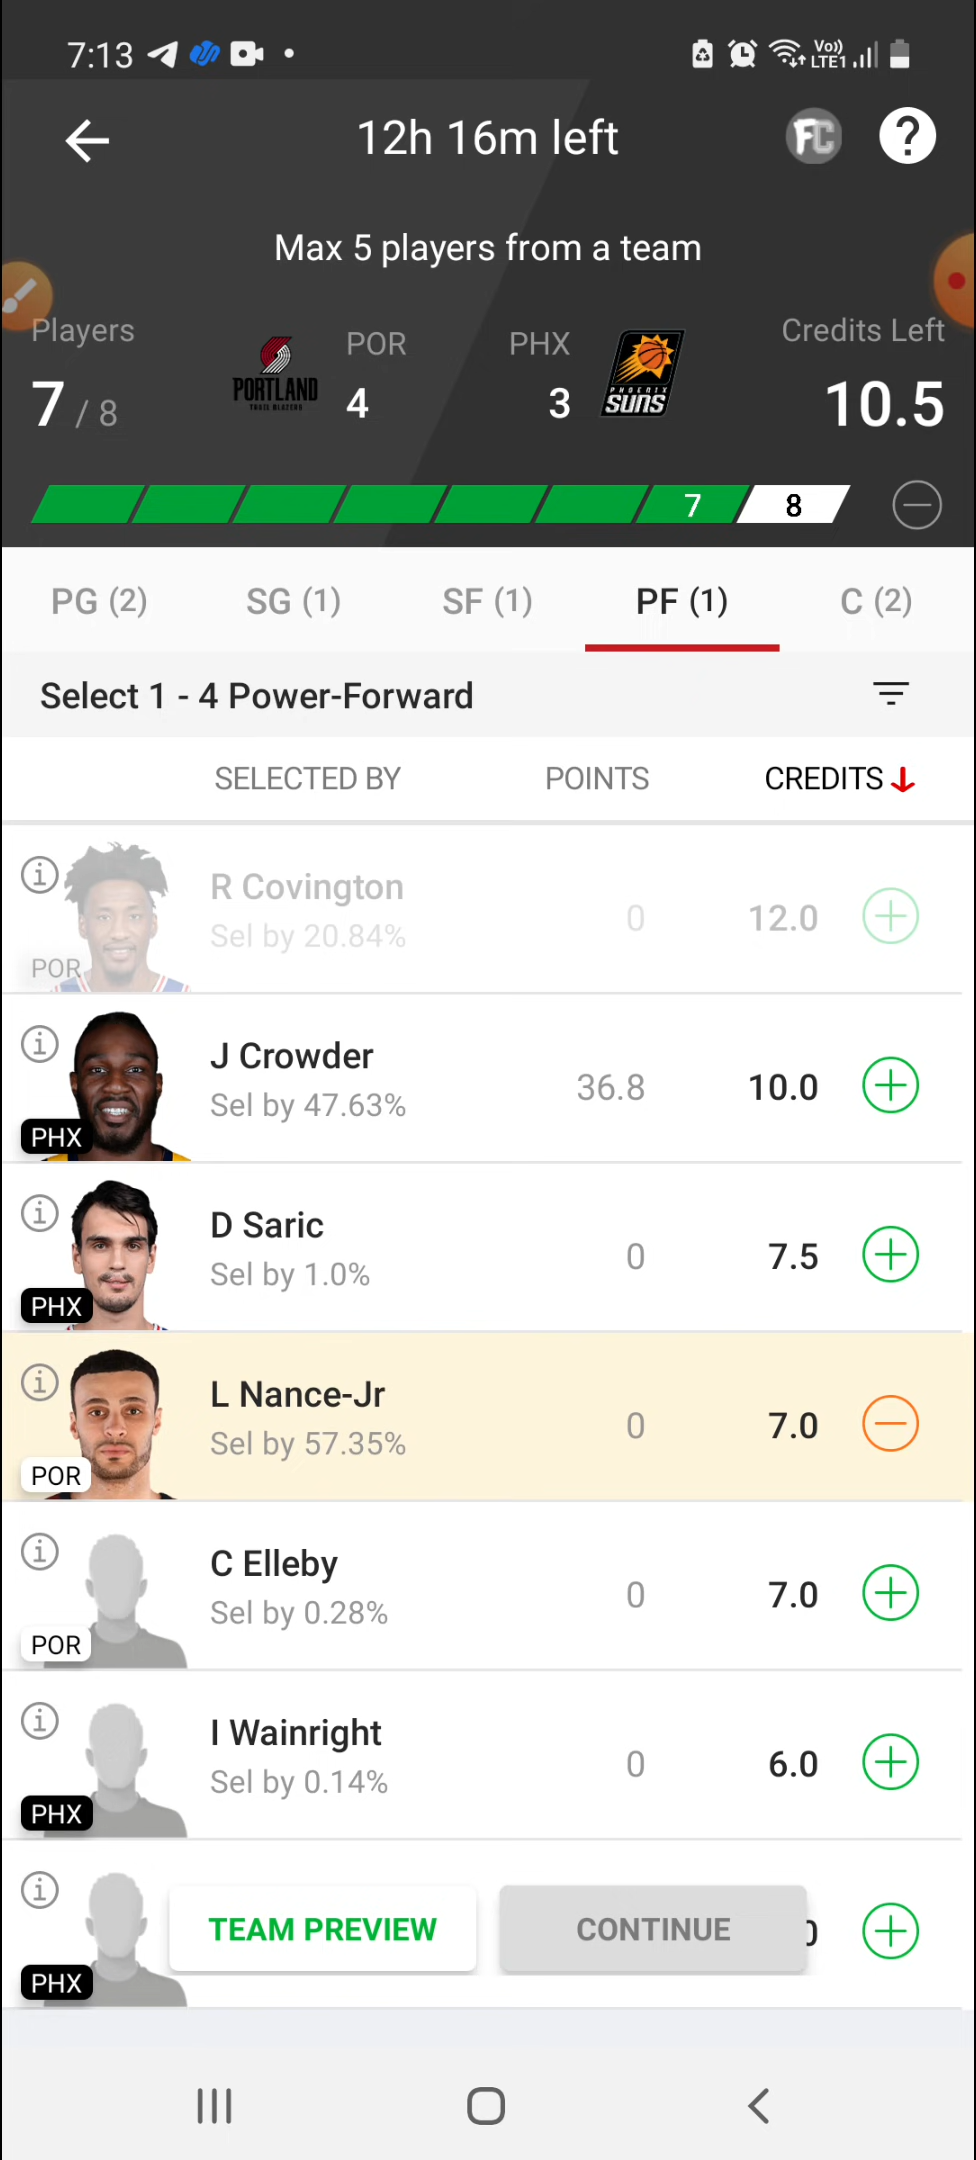 7:13 Vo)) LTE1
12h 16m left FC ?
Max 5 players from a team
Players POR PHX Credits Left
PORTLAND
TRAIL BLAZERS
PHOENIX
SUNS
7 / 8 4 3 10.5
7 8
PG (2) SG (1) SF (1) PF (1) C (2)
Select 1 - 4 Power-Forward
SELECTED BY POINTS CREDITS
R Covington
Sel by 20.84% 0 12.0
POR
J Crowder
Sel by 47.63% 36.8 10.0
PHX
D Saric
Sel by 1.0% 0 7.5
PHX
L Nance-Jr
Sel by 57.35% 0 7.0
POR
C Elleby
Sel by 0.28% 0 7.0
POR
I Wainright
Sel by 0.14% 0 6.0
PHX
TEAM PREVIEW CONTINUE
PHX